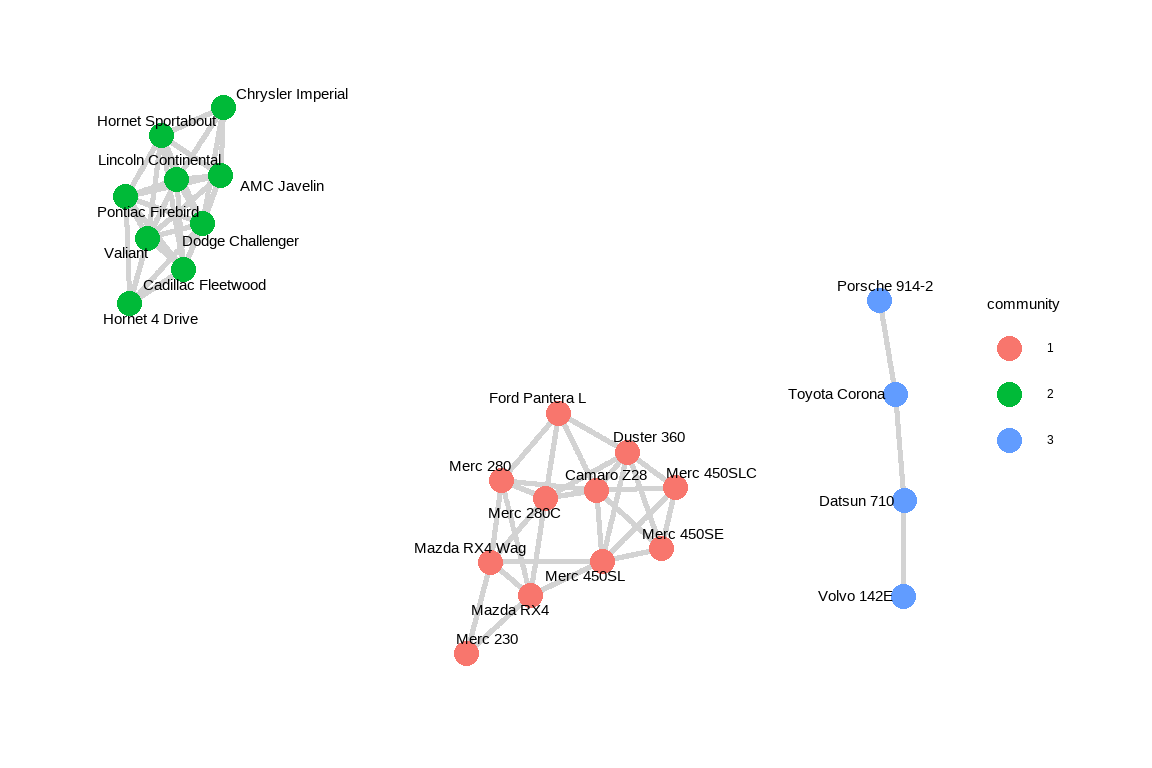 Chrysler Imperial
Hornet Sportabout
Lincoln Continental
AMC Javelin
Pontiac Firebird
Dodge Challenger
Valiant
Cadillac Fleetwood
Hornet 4 Drive
Ford Pantera L
Duster 360
Merc 280
Camaro Z28
Merc 450SLC
Merc 280C
Merc 450SE
Mazda RX4 Wag
Merc 450SL
Mazda RX4
Merc 230
Porsche 914-2
Toyota Corona
Datsun 710
Volvo 142E
community
1
2
3